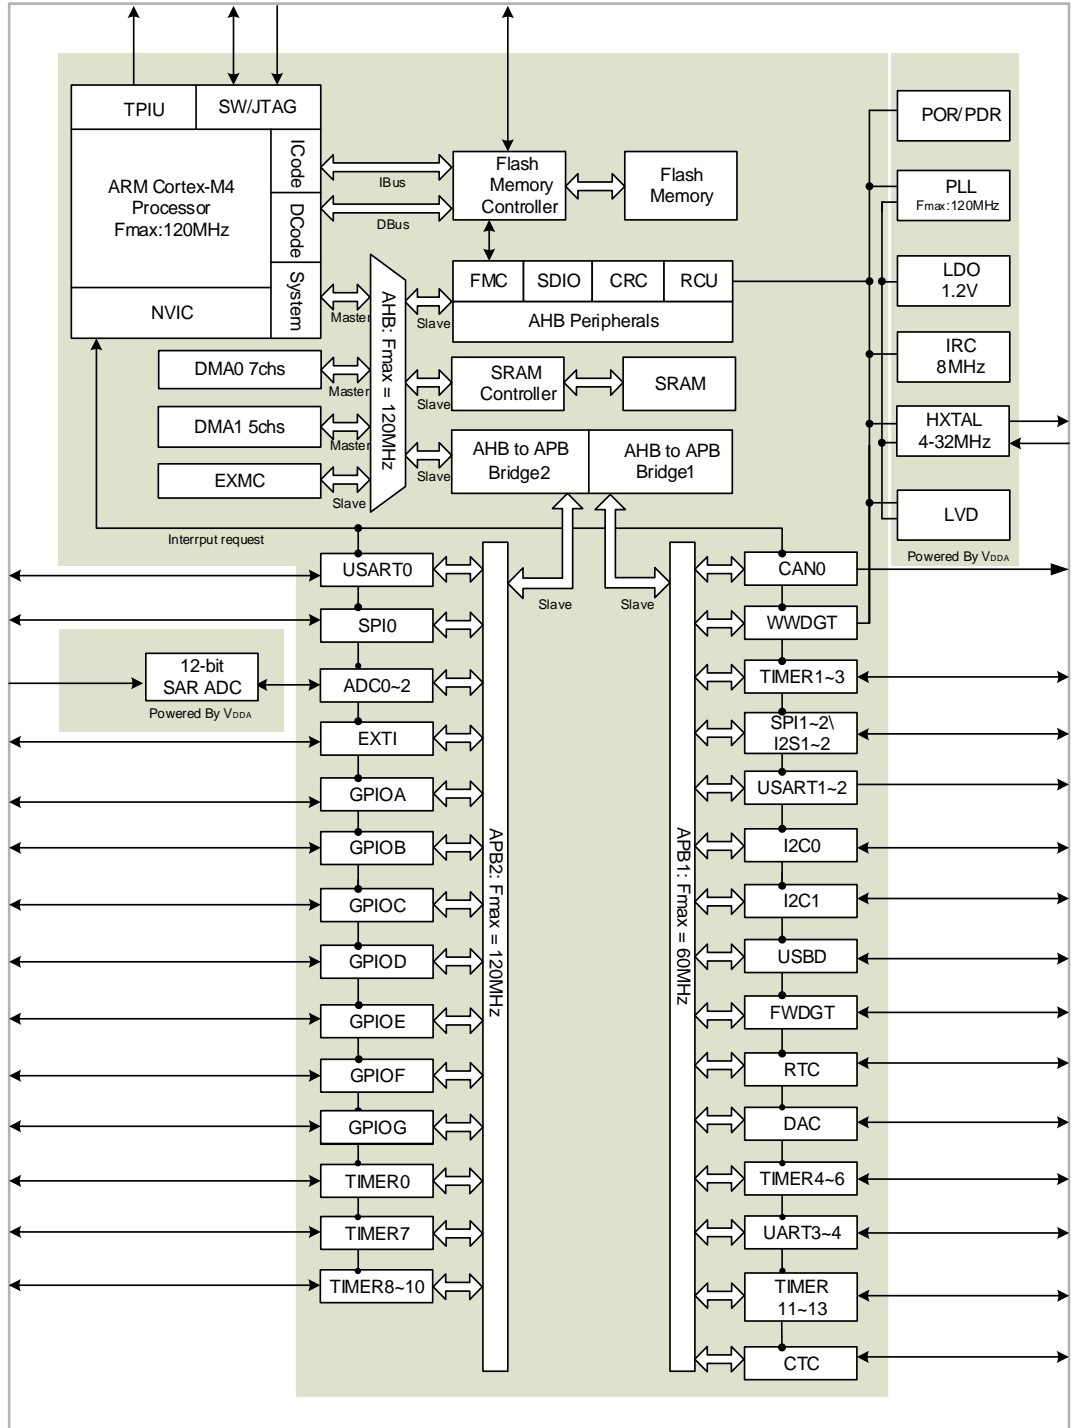 TPIU
SW/JTAG
ARM Cortex-M4
Processor
Fmax:120MHz
ICode
DCode
System
NVIC
IBus
DBus
Flash
Memory
Controller
Flash
Memory
FMC
SDIO
CRC
RCU
AHB Peripherals
Master
Slave
AHB: Fmax = 120MHz
DMA0 7chs
Master
SRAM
Controller
SRAM
Slave
DMA1 5chs
Master
AHB to APB
Bridge2
AHB to APB
Bridge1
Slave
EXMC
Slave
POR/PDR
PLL
Fmax:120MHz
LDO
1.2V
IRC
8MHz
HXTAL
4-32MHz
LVD
Powered By VDDA
Interrput request
Slave
Slave
USART0
SPI0
12-bit
SAR ADC
Powered By VDDA
ADC0~2
EXTI
GPIOA
GPIOB
GPIOC
GPIOD
GPIOE
GPIOF
GPIOG
TIMER0
TIMER7
TIMER8~10
APB2: Fmax = 120MHz
APB1: Fmax = 60MHz
CAN0
WWDGT
TIMER1~3
SPI1~2\
I2S1~2
USART1~2
I2C0
I2C1
USBD
FWDGT
RTC
DAC
TIMER4~6
UART3~4
TIMER
11~13
CTC